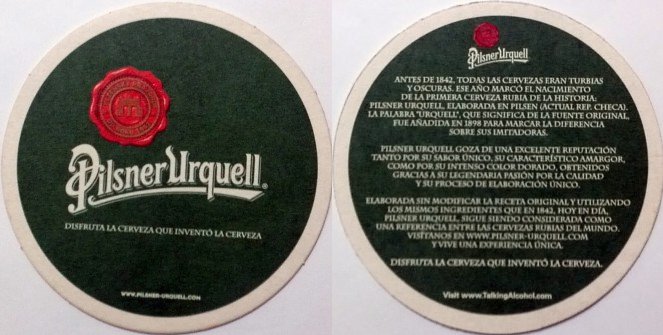 Pilsner Urquell®
DISFRUTA LA CERVEZA QUE INVENTÓ LA CERVEZA
WWW.PILSNER-URQUELL.COM
Pilsner Urquell
ANTES DE 1842, TODAS LAS CERVEZAS ERAN TURBIAS
Y OSCURAS. ESE AÑO MARCÓ EL NACIMIENTO
DE LA PRIMERA CERVEZA RUBIA DE LA HISTORIA:
PILSNER URQUELL, ELABORADA EN PILSEN (ACTUAL REP. CHECA).
LA PALABRA "URQUELL", QUE SIGNIFICA DE LA FUENTE ORIGINAL,
FUE AÑADIDA EN 1898 PARA MARCAR LA DIFERENCIA
SOBRE SUS IMITADORAS.
PILSNER URQUELL GOZA DE UNA EXCELENTE REPUTACIÓN
TANTO POR SU SABOR ÚNICO, SU CARACTERÍSTICO AMARGOR,
COMO POR SU INTENSO COLOR DORADO, OBTENIDOS
GRACIAS A SU LEGENDARIA PASIÓN POR LA CALIDAD
Y SU PROCESO DE ELABORACIÓN ÚNICO.
ELABORADA SIN MODIFICAR LA RECETA ORIGINAL Y UTILIZANDO
LOS MISMOS INGREDIENTES QUE EN 1842, HOY EN DÍA,
PILSNER URQUELL, SIGUE SIENDO CONSIDERADA COMO
UNA REFERENCIA ENTRE LAS CERVEZAS RUBIAS DEL MUNDO.
VISÍTANOS EN WWW.PILSNER-URQUELL.COM
Y VIVE UNA EXPERIENCIA ÚNICA.
DISFRUTA LA CERVEZA QUE INVENTÓ LA CERVEZA.
Visit www.TalkingAlcohol.com